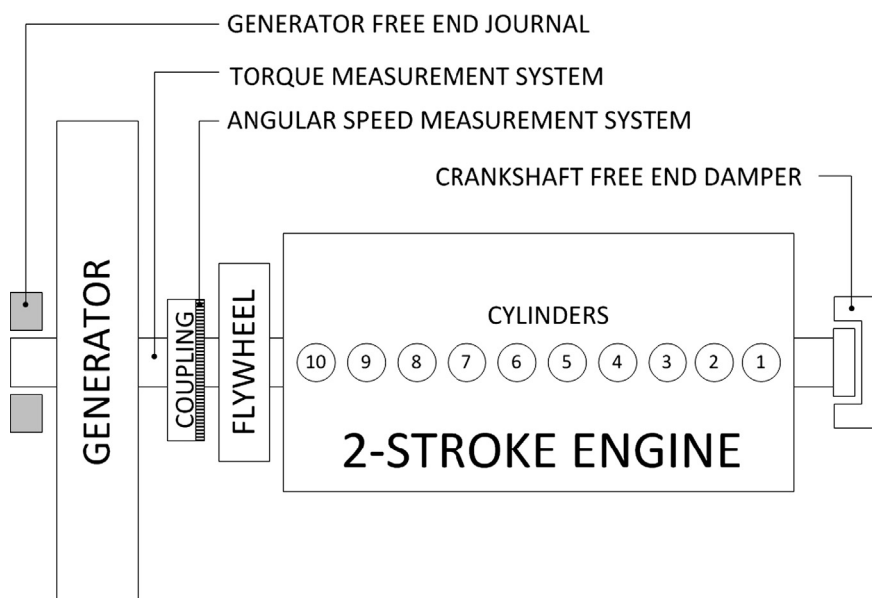 GENERATOR FREE END JOURNAL
TORQUE MEASUREMENT SYSTEM
ANGULAR SPEED MEASUREMENT SYSTEM
CRANKSHAFT FREE END DAMPER
GENERATOR
COUPLING
FLYWHEEL
CYLINDERS
10 9 8 7 6 5 4 3 2 1
2-STROKE ENGINE